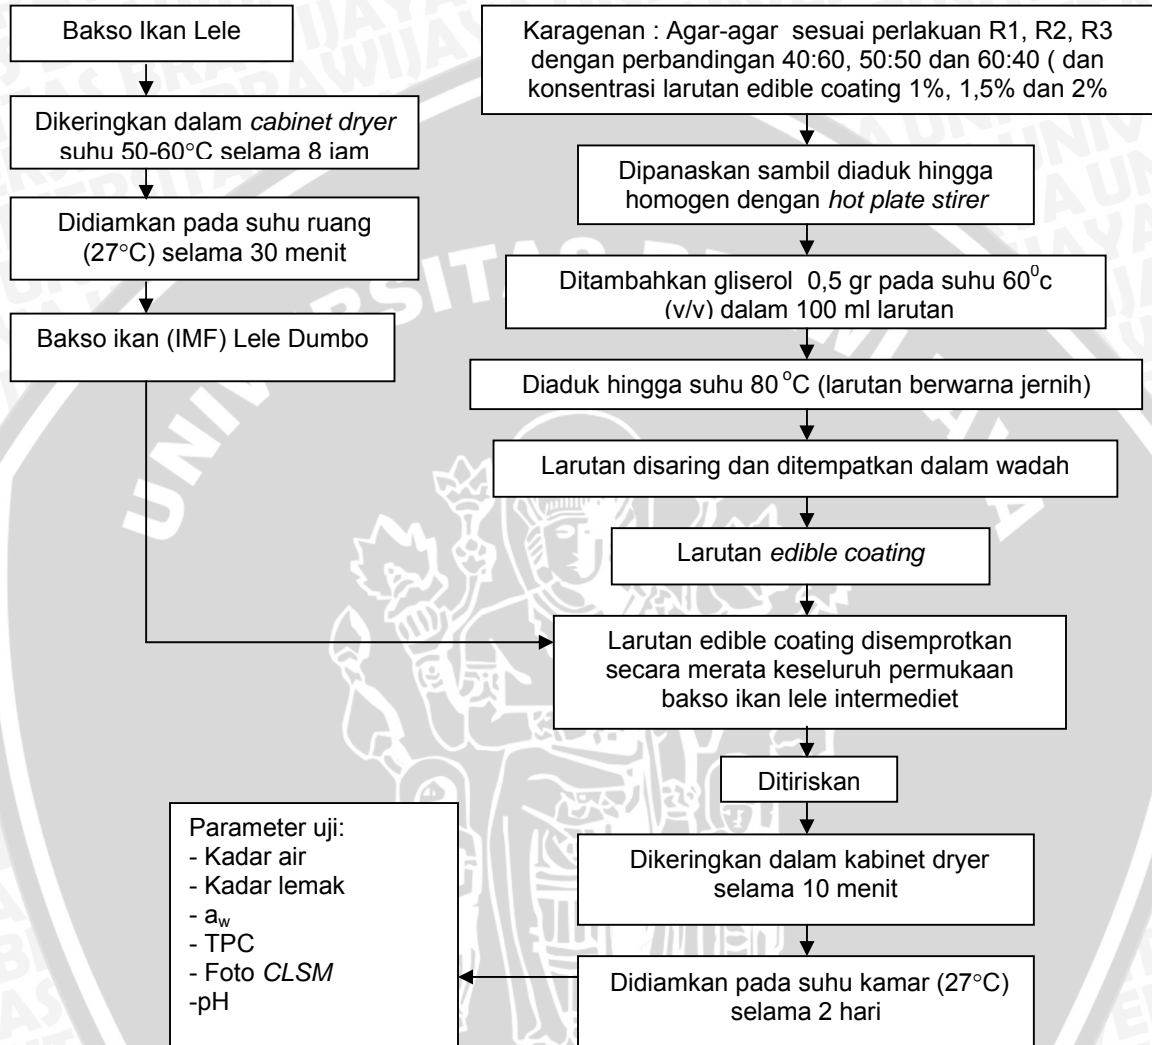 Bakso Ikan Lele
Dikeringkan dalam cabinet dryer
suhu 50-60°C selama 8 jam
Didiamkan pada suhu ruang
(27°C) selama 30 menit
Bakso ikan (IMF) Lele Dumbo
Karagenan : Agar-agar sesuai perlakuan R1, R2, R3
dengan perbandingan 40:60, 50:50 dan 60:40 ( dan
konsentrasi larutan edible coating 1%, 1,5% dan 2%
Dipanaskan sambil diaduk hingga
homogen dengan hot plate stirer
Ditambahkan gliserol 0,5 gr pada suhu 60⁰c
(v/v) dalam 100 ml larutan
Diaduk hingga suhu 80 °C (larutan berwarna jernih)
Larutan disaring dan ditempatkan dalam wadah
Larutan edible coating
Larutan edible coating disemprotkan
secara merata keseluruh permukaan
bakso ikan lele intermediet
Ditiriskan
Dikeringkan dalam kabinet dryer
selama 10 menit
Didiamkan pada suhu kamar (27°C)
selama 2 hari
Parameter uji:
- Kadar air
- Kadar lemak
- aw
- TPC
- Foto CLSM
-pH
UNIVERSITAS BRAWIJAYA